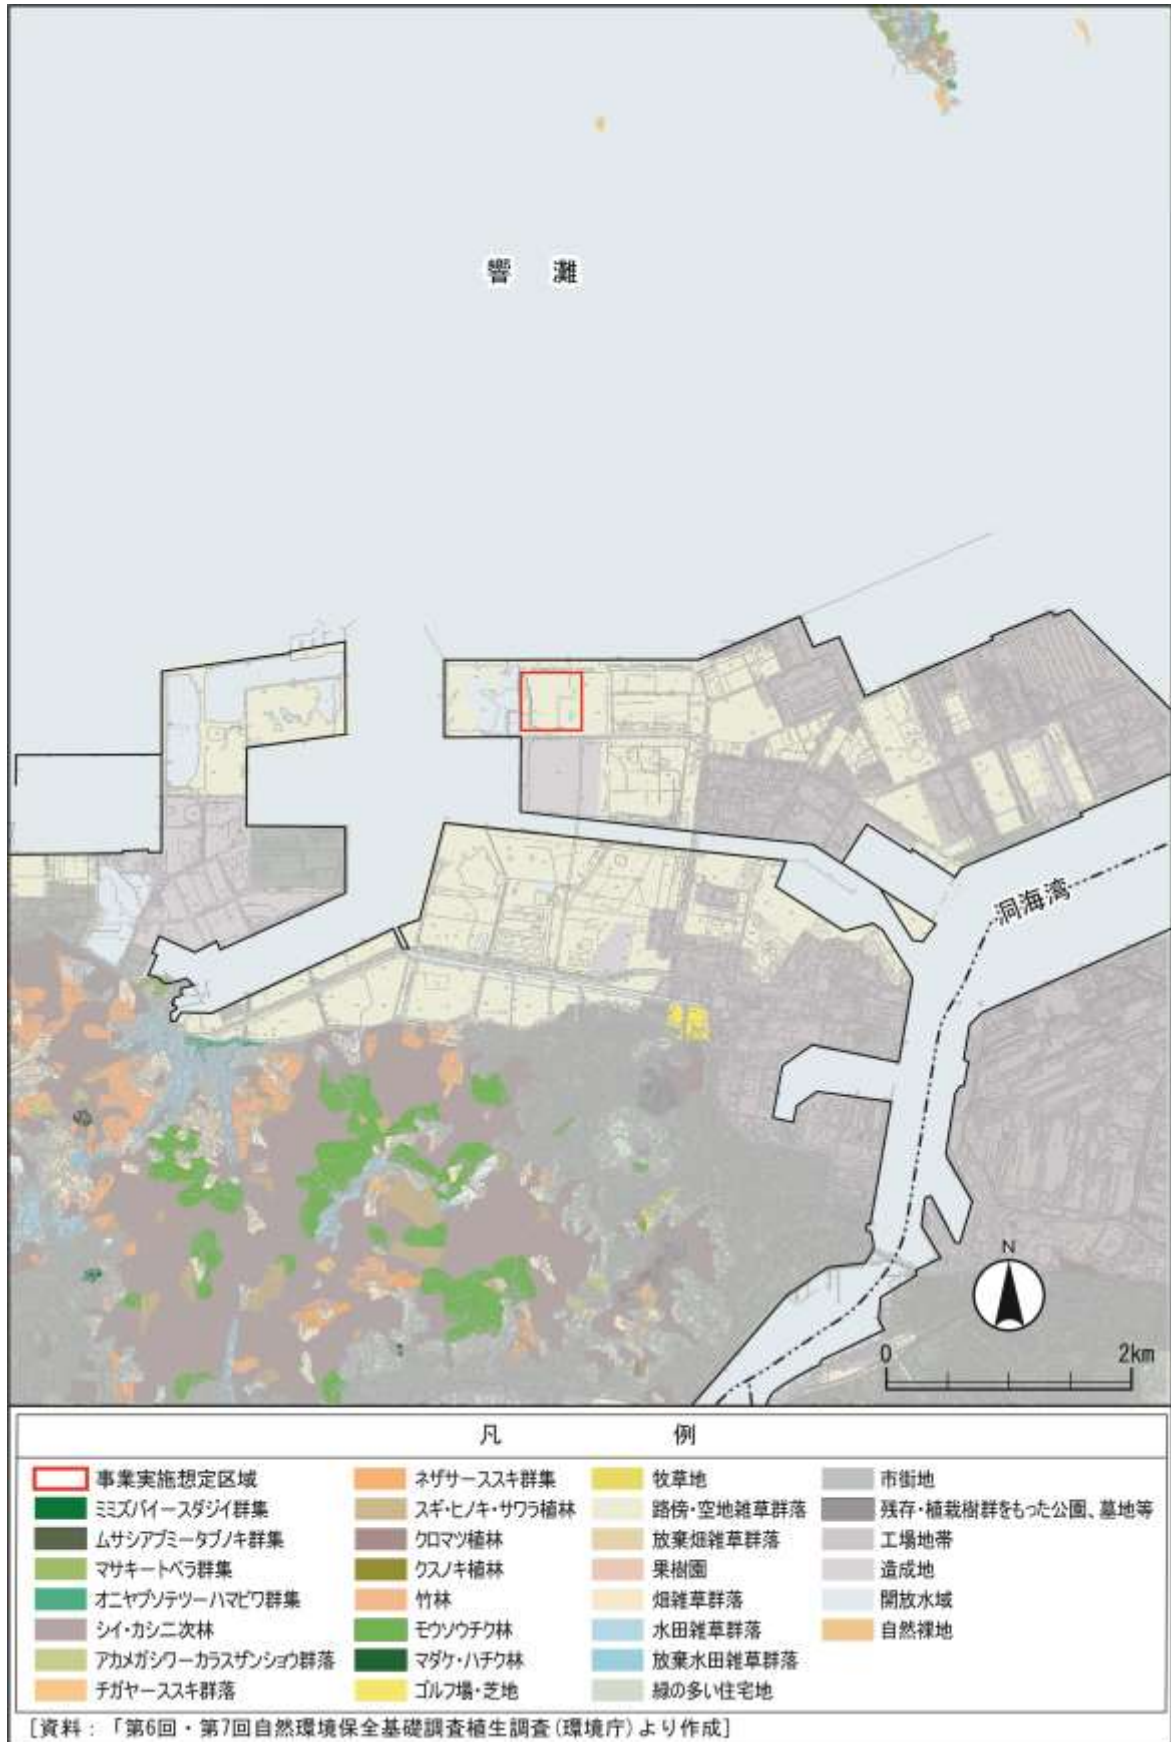 響 灘
洞海湾
N
0 2km
凡 例
事業実施想定区域
ミミズバイースダジイ群集
ムサシアブミータブノキ群集
マサキートベラ群集
オニヤブソテツーハマビワ群集
シイ・カシ二次林
アカメガシワーカラスザンショウ群落
チガヤーススキ群落
ネザサーススキ群集
スギ・ヒノキ・サワラ植林
クロマツ植林
クスノキ植林
竹林
モウソウチク林
マダケ・ハチク林
ゴルフ場・芝地
牧草地
路傍・空地雑草群落
放棄畑雑草群落
果樹園
畑雑草群落
水田雑草群落
放棄水田雑草群落
緑の多い住宅地
市街地
残存・植栽樹群をもった公園、墓地等
工場地帯
造成地
開放水域
自然裸地
[資料：「第6回・第7回自然環境保全基礎調査植生調査(環境庁)より作成]